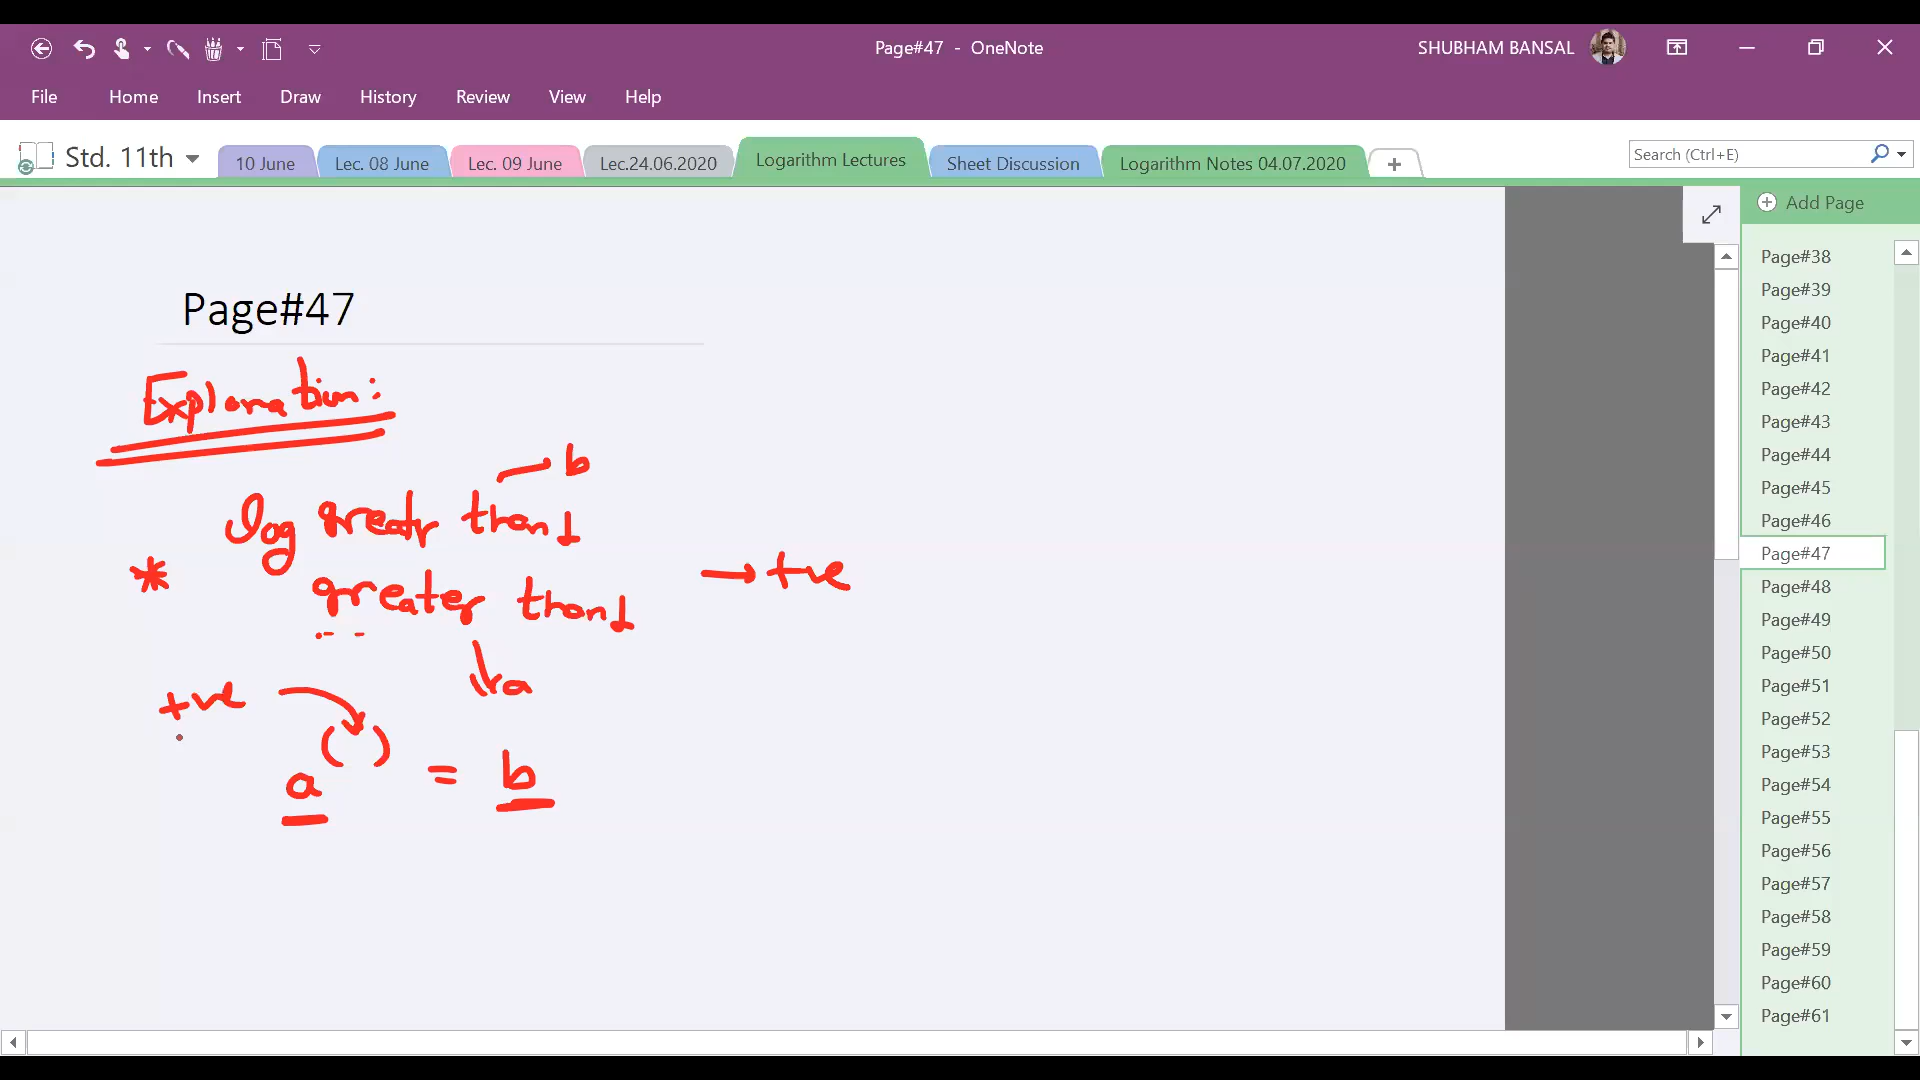 Page#47 - OneNote
SHUBHAM BANSAL
File Home Insert Draw History Review View Help
Std. 11th
10 June
Lec. 08 June
Lec. 09 June
Lec.24.06.2020
Logarithm Lectures
Sheet Discussion
Logarithm Notes 04.07.2020
Search (Ctrl+E)
Page#47
Explanation:
b
log greater than 1
* greater than 1 → +ve
a
+ve
a( ) = b
Add Page
Page#38
Page#39
Page#40
Page#41
Page#42
Page#43
Page#44
Page#45
Page#46
Page#47
Page#48
Page#49
Page#50
Page#51
Page#52
Page#53
Page#54
Page#55
Page#56
Page#57
Page#58
Page#59
Page#60
Page#61